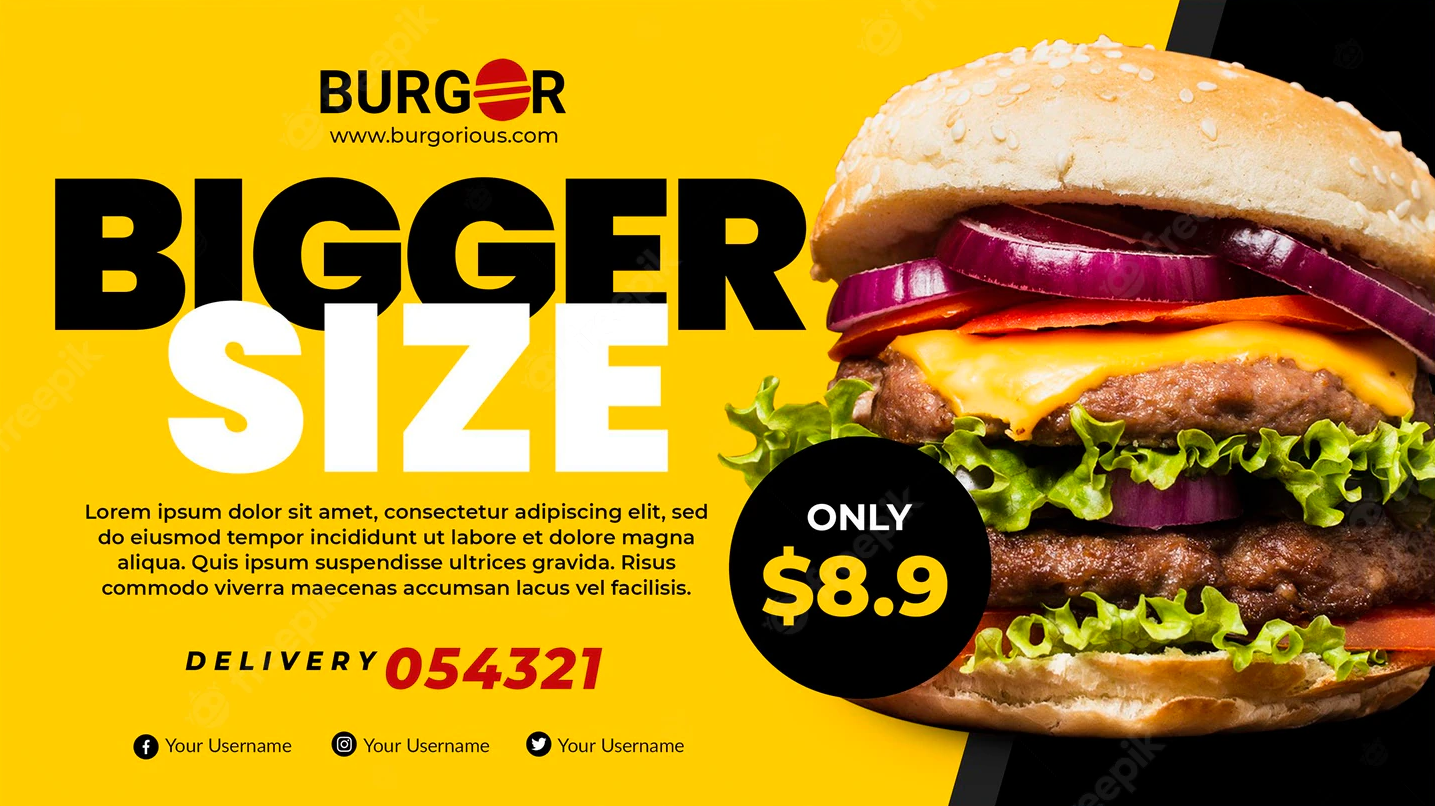 BURGOR
www.burgorious.com
BIGGER
SIZE
Lorem ipsum dolor sit amet, consectetur adipiscing elit, sed
do eiusmod tempor incididunt ut labore et dolore magna
aliqua. Quis ipsum suspendisse ultrices gravida. Risus
commodo viverra maecenas accumsan lacus vel facilisis.
ONLY
$8.9
DELIVERY 054321
Your Username
Your Username
Your Username
freepik